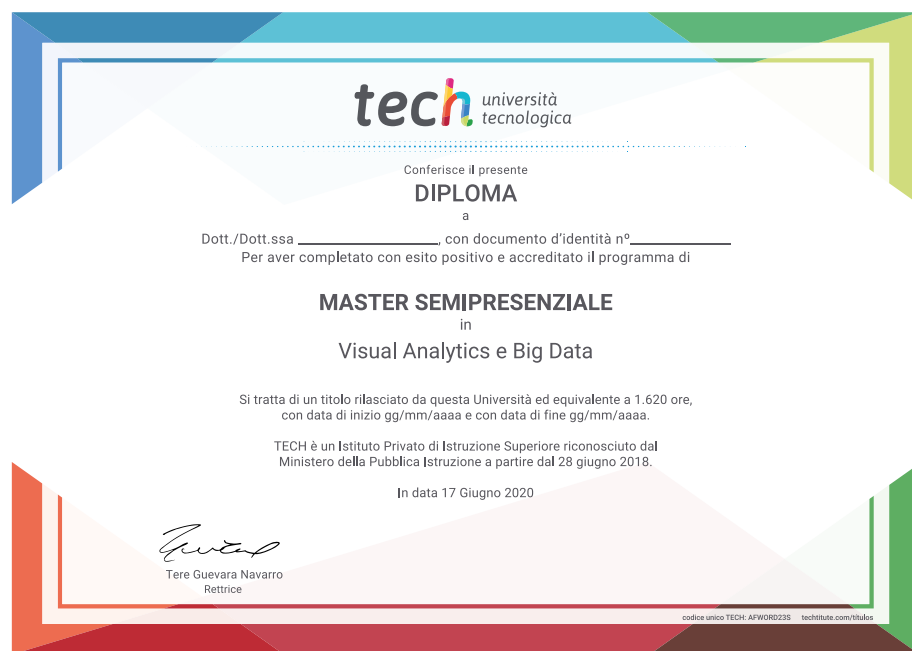 tech università
tecnologica
Conferisce il presente
DIPLOMA
a
Dott./Dott.ssa ____________________, con documento d'identità nº______________
Per aver completato con esito positivo e accreditato il programma di
MASTER SEMIPRESENZIALE
in
Visual Analytics e Big Data
Si tratta di un titolo rilasciato da questa Università ed equivalente a 1.620 ore,
con data di inizio gg/mm/aaaa e con data di fine gg/mm/aaaa.
TECH è un Istituto Privato di Istruzione Superiore riconosciuto dal
Ministero della Pubblica Istruzione a partire dal 28 giugno 2018.
In data 17 Giugno 2020
Tere Guevara Navarro
Rettrice
codice unico TECH: AFWORD23S techtitute.com/títulos